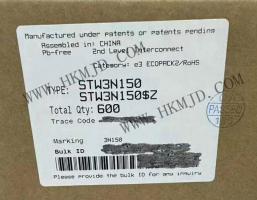 Manufactured under patents or patents pending
Assembled in: CHINA
Pb-free 2nd Level Interconnect
Category: e3 ECOPACK2/RoHS
TYPE: STW3N150
STW3N150$Z
Total Qty: 600
Trace Code
Marking 3N150
Bulk ID
Please provide the bulk ID for any inquiry
WWW.HKMJD.COM
PASSED